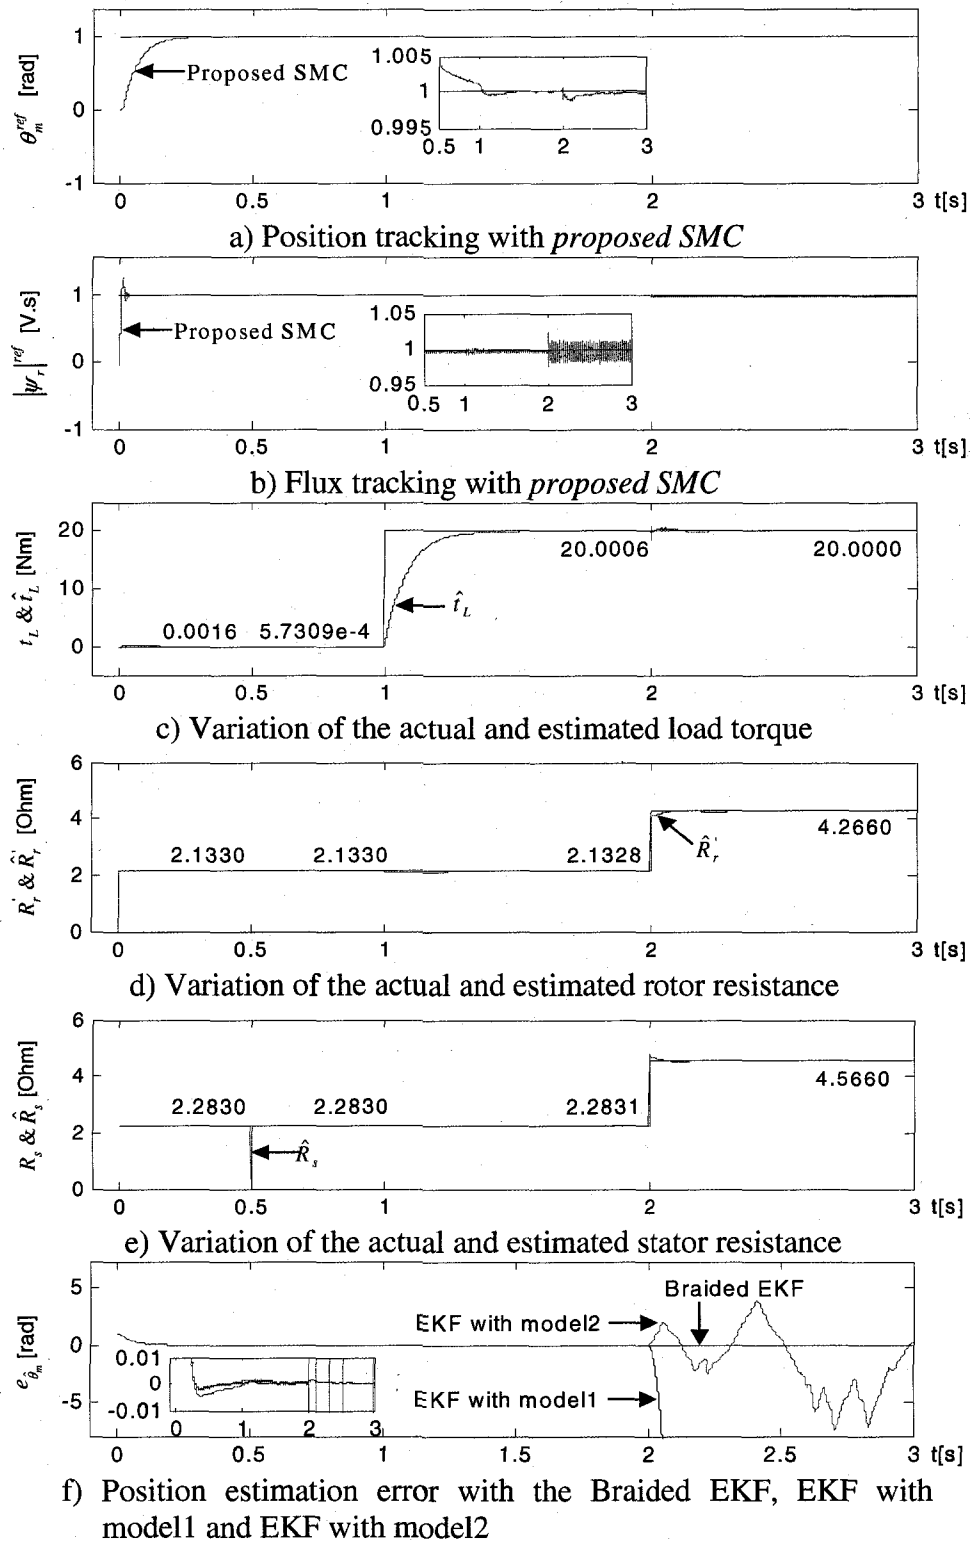 θ_m^ref [rad]
1
0
-1
Proposed SMC
1.005
1
0.995
0.5 1 2 3
0 0.5 1 2 3 t[s]
a) Position tracking with proposed SMC
|ψ_r|^ref [V.s]
1
0
-1
Proposed SMC
1.05
1
0.95
0.5 1 2 3
0 0.5 1 2 3 t[s]
b) Flux tracking with proposed SMC
t_L & t̂_L [Nm]
20
10
0
20.0006 20.0000
t̂_L
0.0016 5.7309e-4
0 0.5 1 2 3 t[s]
c) Variation of the actual and estimated load torque
R_r' & R̂_r' [Ohm]
6
4
2
0
4.2660
R̂_r'
2.1330 2.1330 2.1328
0 0.5 1 2 3 t[s]
d) Variation of the actual and estimated rotor resistance
R_s & R̂_s [Ohm]
6
4
2
0
4.5660
2.2830 2.2830 2.2831
R̂_s
0 1 2 3 t[s]
e) Variation of the actual and estimated stator resistance
e_θ̂_m [rad]
5
0
-5
Braided EKF
EKF with model2
EKF with model1
0.01
0
-0.01
0 1 2 3
0 0.5 1 1.5 2 2.5 3 t[s]
f) Position estimation error with the Braided EKF, EKF with
model1 and EKF with model2